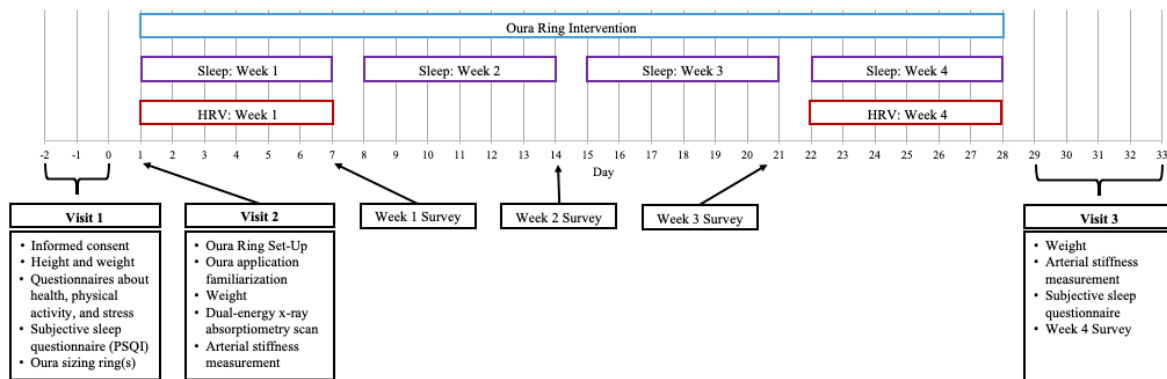 Oura Ring Intervention
Sleep: Week 1
Sleep: Week 2
Sleep: Week 3
Sleep: Week 4
HRV: Week 1
HRV: Week 4
-2 -1 0 1 2 3 4 5 6 7 8 9 10 11 12 13 14 15 16 17 18 19 20 21 22 23 24 25 26 27 28 29 30 31 32 33
Day
Visit 1
• Informed consent
• Height and weight
• Questionnaires about
health, physical
activity, and stress
• Subjective sleep
questionnaire (PSQI)
• Oura sizing ring(s)
Visit 2
• Oura Ring Set-Up
• Oura application
familiarization
• Weight
• Dual-energy x-ray
absorptiometry scan
• Arterial stiffness
measurement
Week 1 Survey
Week 2 Survey
Week 3 Survey
Visit 3
• Weight
• Arterial stiffness
measurement
• Subjective sleep
questionnaire
• Week 4 Survey